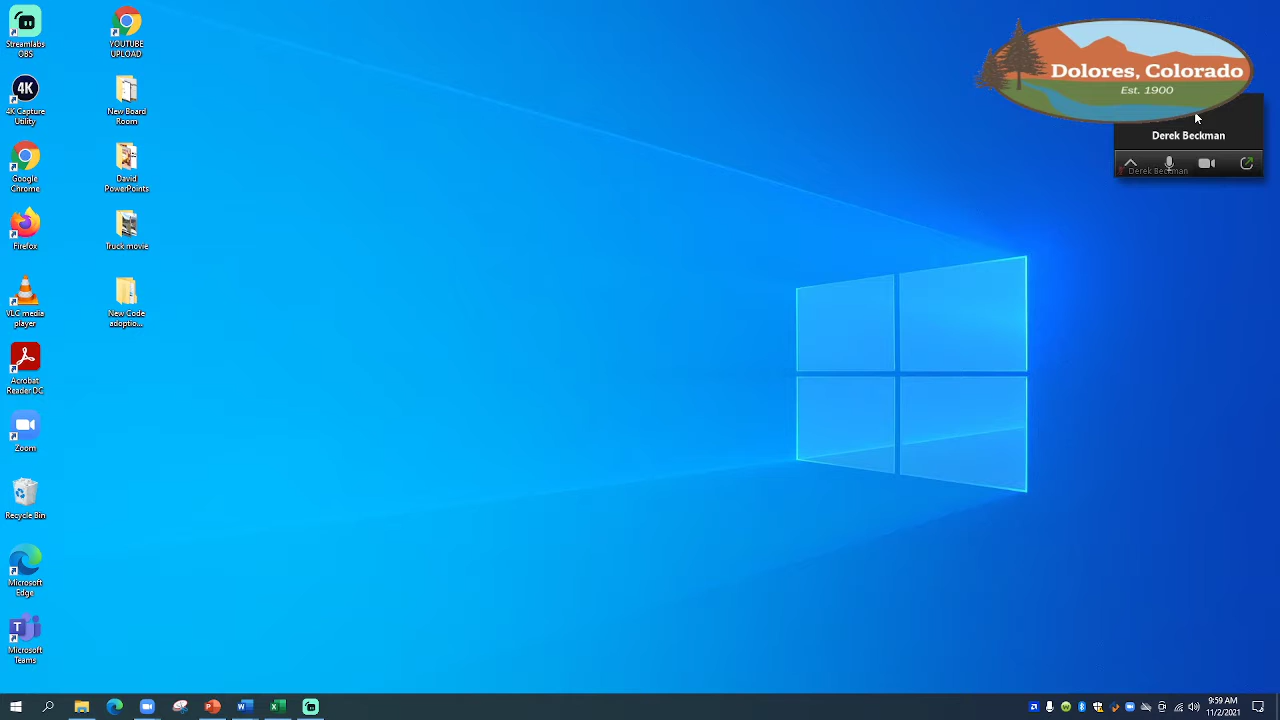 Streamlabs
OBS
YOUTUBE
UPLOAD
4K
4K Capture
Utility
New Board
Room
Google
Chrome
David
PowerPoints
Firefox
Truck movie
VLC media
player
New Code
adoptio...
Acrobat
Reader DC
Zoom
Recycle Bin
Microsoft
Edge
T
Microsoft
Teams
Dolores, Colorado
Est. 1900
Derek Beckman
Derek Beckman
9:59 AM
11/2/2021